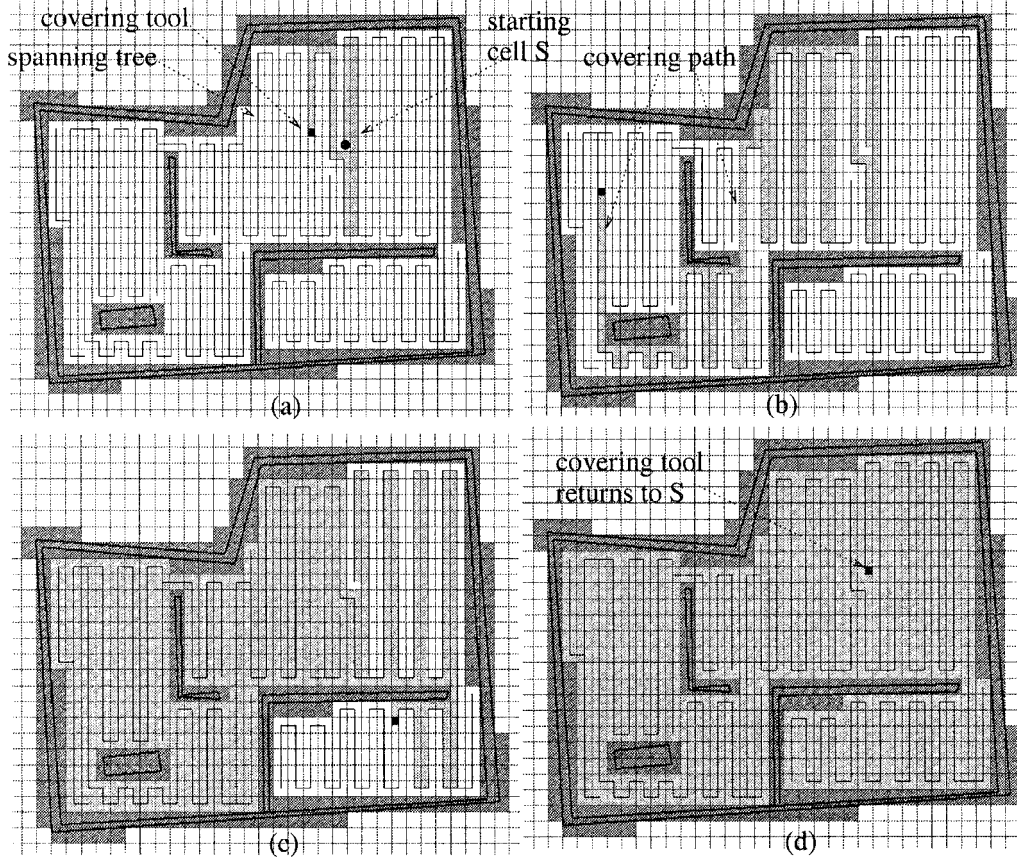 covering tool
spanning tree
starting
cell S
covering path
(a)
(b)
covering tool
returns to S
(c)
(d)